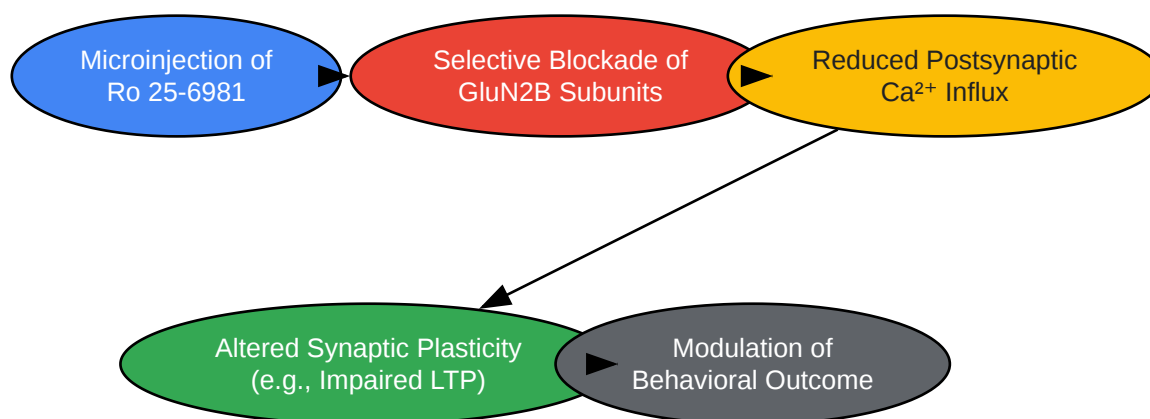 Microinjection of
Ro 25-6981
Selective Blockade of
GluN2B Subunits
Reduced Postsynaptic
Ca²⁺ Influx
Altered Synaptic Plasticity
(e.g., Impaired LTP)
Modulation of
Behavioral Outcome